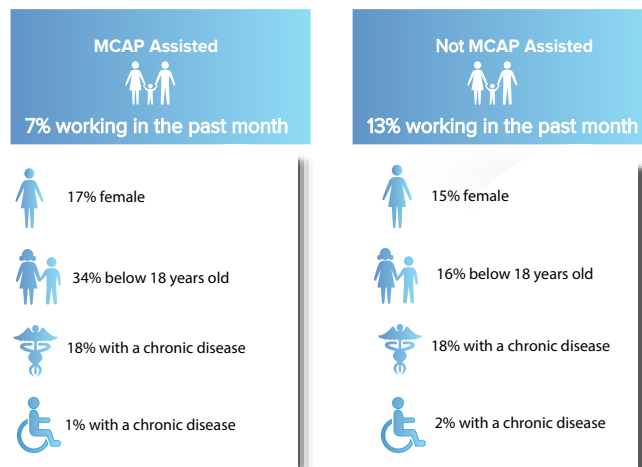 MCAP Assisted
7% working in the past month
17% female
34% below 18 years old
18% with a chronic disease
1% with a chronic disease
Not MCAP Assisted
13% working in the past month
15% female
16% below 18 years old
18% with a chronic disease
2% with a chronic disease